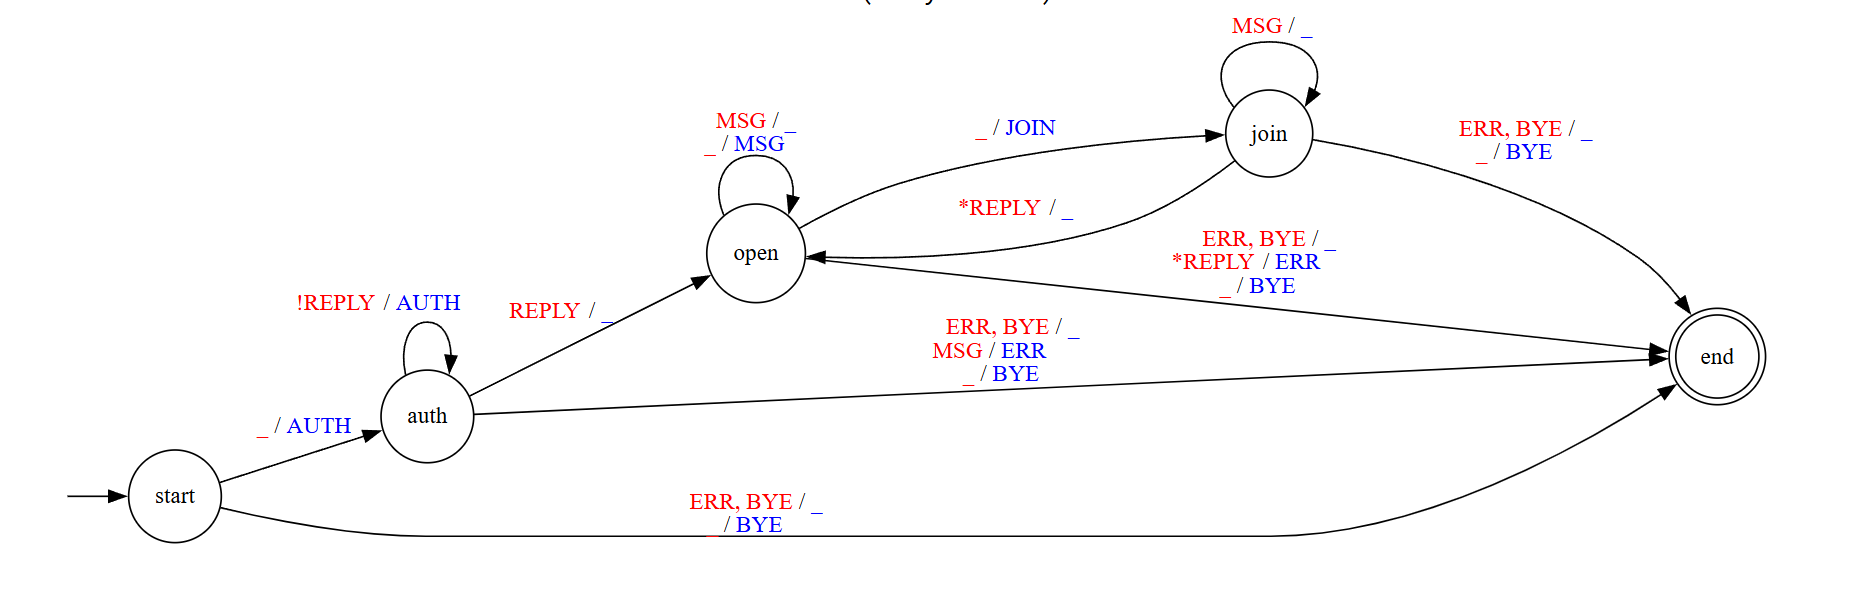 MSG / _
MSG / _
_ / MSG
_ / JOIN
join
ERR, BYE / _
_ / BYE
*REPLY / _
open
ERR, BYE / _
*REPLY / ERR
_ / BYE
!REPLY / AUTH
REPLY / _
ERR, BYE / _
MSG / ERR
_ / BYE
end
auth
_ / AUTH
start
ERR, BYE / _
_ / BYE